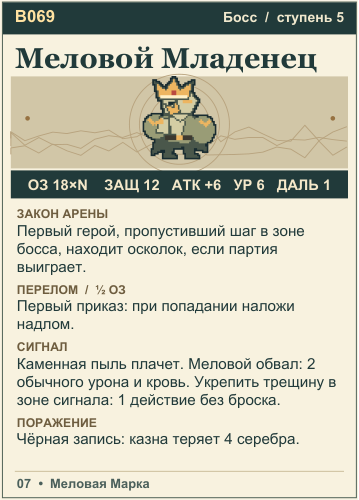 B069
Босс / ступень 5
Меловой Младенец
ОЗ 18×N ЗАЩ 12 АТК +6 УР 6 ДАЛЬ 1
ЗАКОН АРЕНЫ
Первый герой, пропустивший шаг в зоне
босса, находит осколок, если партия
выиграет.
ПЕРЕЛОМ / ½ ОЗ
Первый приказ: при попадании наложи
надлом.
СИГНАЛ
Каменная пыль плачет. Меловой обвал: 2
обычного урона и кровь. Укрепить трещину в
зоне сигнала: 1 действие без броска.
ПОРАЖЕНИЕ
Чёрная запись: казна теряет 4 серебра.
07 • Меловая Марка